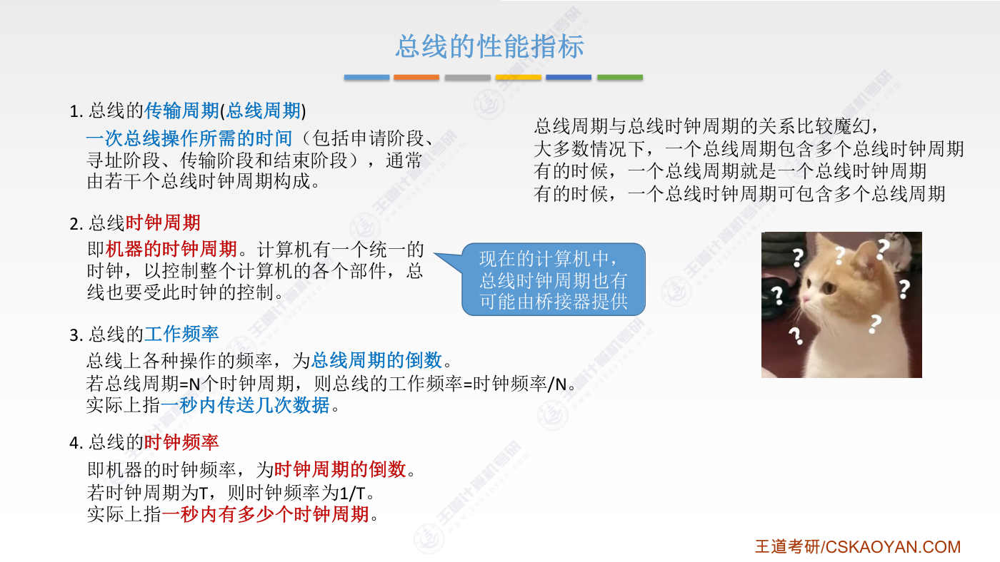 总线的性能指标
1. 总线的传输周期(总线周期)
一次总线操作所需的时间（包括申请阶段、
寻址阶段、传输阶段和结束阶段），通常
由若干个总线时钟周期构成。
2. 总线时钟周期
即机器的时钟周期。计算机有一个统一的
时钟，以控制整个计算机的各个部件，总
线也要受此时钟的控制。
现在的计算机中，
总线时钟周期也有
可能由桥接器提供
3. 总线的工作频率
总线上各种操作的频率，为总线周期的倒数。
若总线周期=N个时钟周期，则总线的工作频率=时钟频率/N。
实际上指一秒内传送几次数据。
4. 总线的时钟频率
即机器的时钟频率，为时钟周期的倒数。
若时钟周期为T，则时钟频率为1/T。
实际上指一秒内有多少个时钟周期。
总线周期与总线时钟周期的关系比较魔幻，
大多数情况下，一个总线周期包含多个总线时钟周期
有的时候，一个总线周期就是一个总线时钟周期
有的时候，一个总线时钟周期可包含多个总线周期
? ? ? ? ? ? ?
王道考研/CSKAOYAN.COM